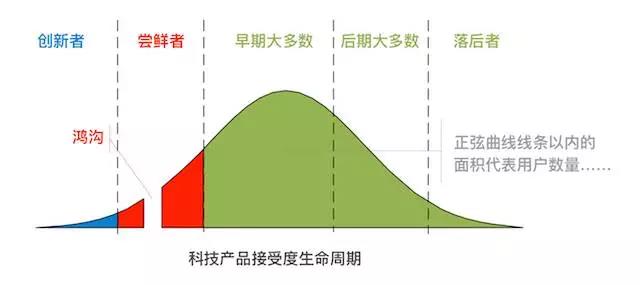 创新者
尝鲜者
早期大多数
后期大多数
落后者
鸿沟
正弦曲线线条以内的
面积代表用户数量……
科技产品接受度生命周期